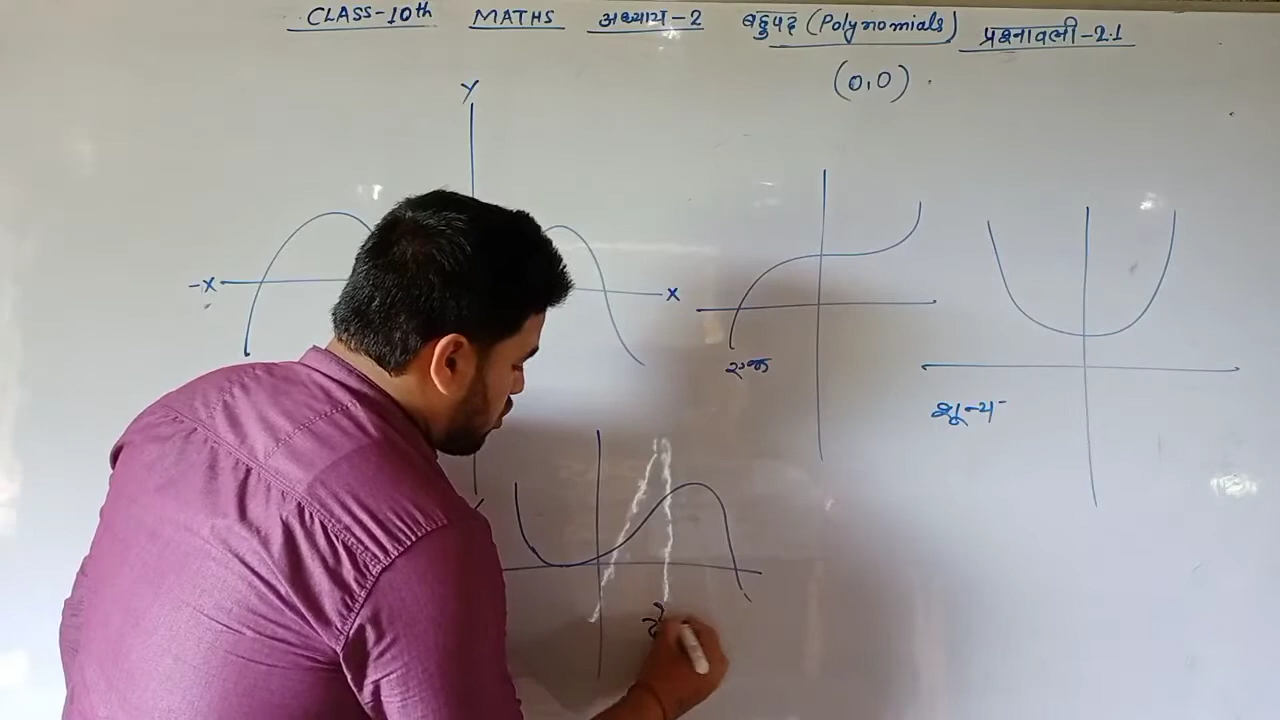 CLASS-10th MATHS अध्याय-2 बहुपद (Polynomials) प्रश्नावली-2.1
(0,0)
Y
-X X
एक
शून्य